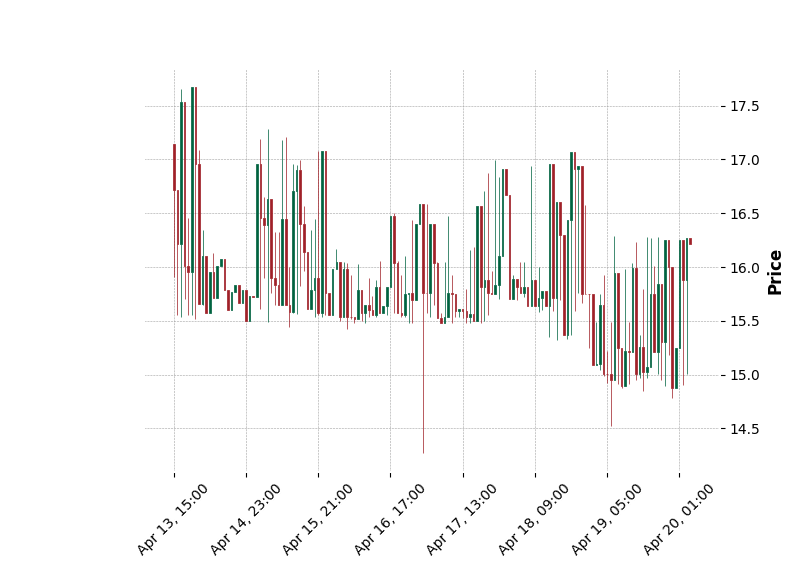 17.5
17.0
16.5
16.0
15.5
15.0
14.5
Price
Apr 13, 15:00
Apr 14, 23:00
Apr 15, 21:00
Apr 16, 17:00
Apr 17, 13:00
Apr 18, 09:00
Apr 19, 05:00
Apr 20, 01:00